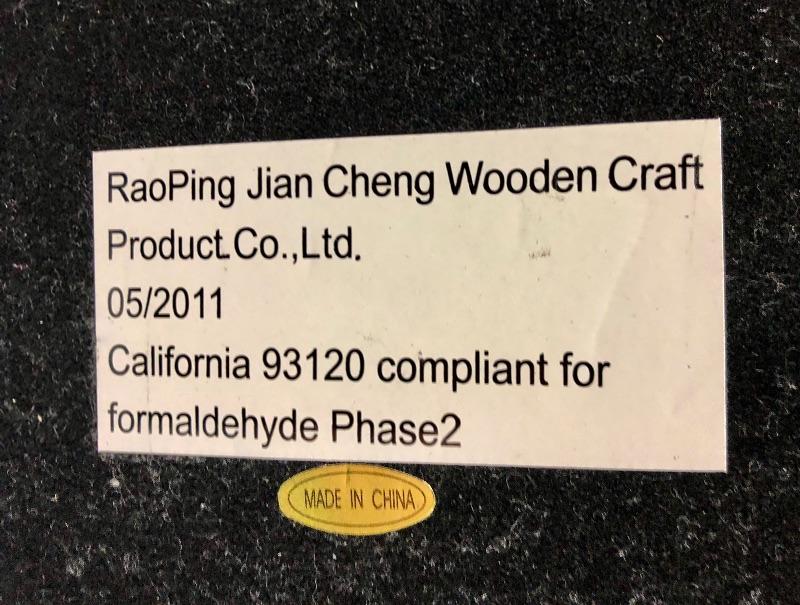 RaoPing Jian Cheng Wooden Craft
Product.Co.,Ltd.
05/2011
California 93120 compliant for
formaldehyde Phase2
MADE IN CHINA